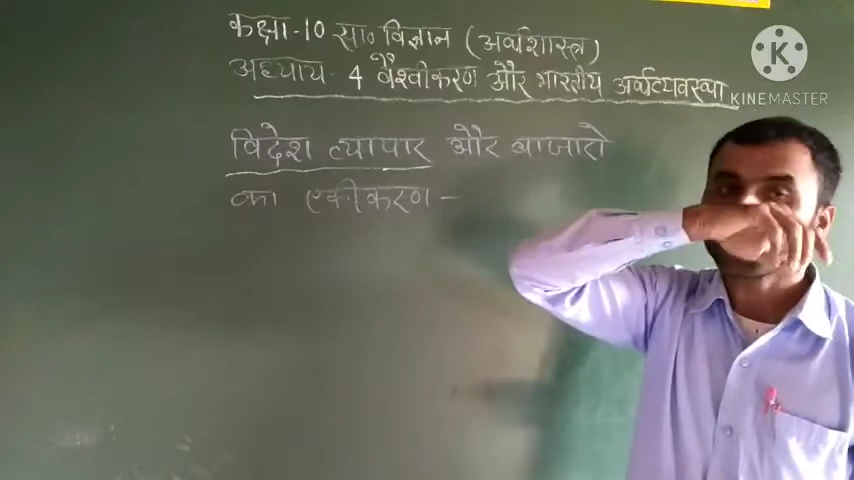 कक्षा-10 सा० विज्ञान (अर्थशास्त्र)
अध्याय - 4 वैश्वीकरण और भारतीय अर्थव्यवस्था
विदेश व्यापार और बाजारो
का एकीकरण -
KINEMASTER